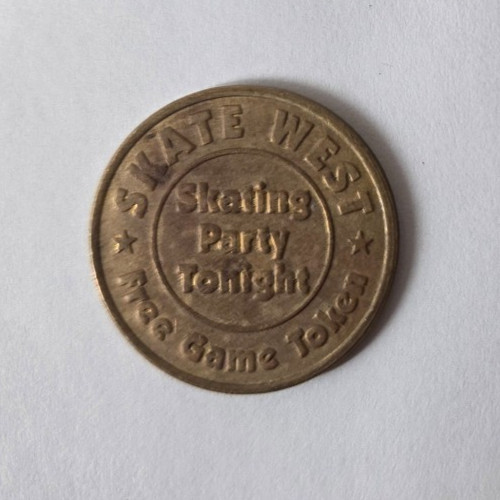 SKATE WEST
Skating
Party
Tonight
Free Game Token